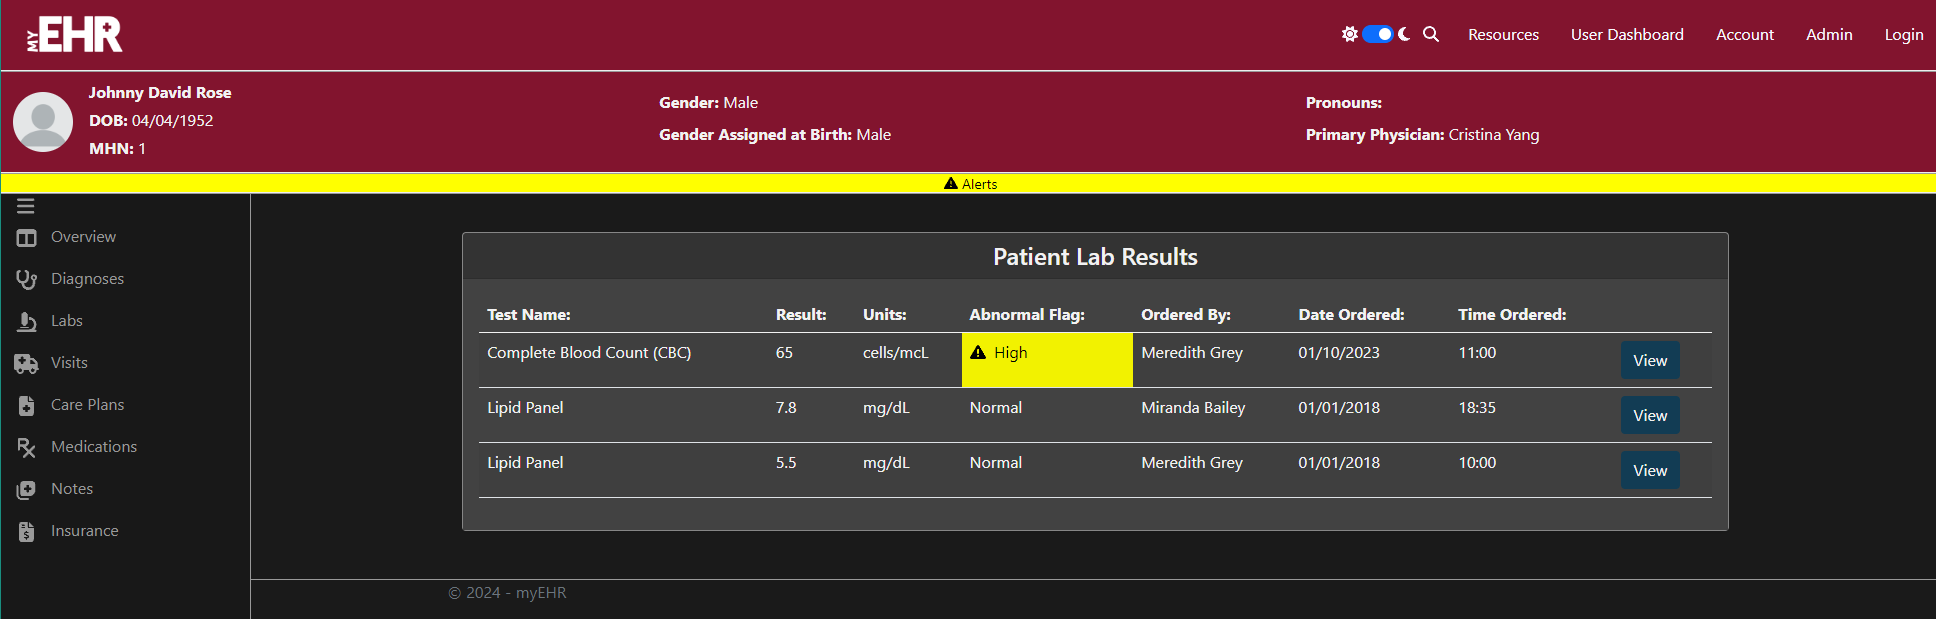 MY EHR
Resources User Dashboard Account Admin Login
Johnny David Rose
DOB: 04/04/1952
MHN: 1
Gender: Male
Gender Assigned at Birth: Male
Pronouns:
Primary Physician: Cristina Yang
Alerts
Overview
Diagnoses
Labs
Visits
Care Plans
Medications
Notes
Insurance
Patient Lab Results
Test Name: Result: Units: Abnormal Flag: Ordered By: Date Ordered: Time Ordered:
Complete Blood Count (CBC) 65 cells/mcL High Meredith Grey 01/10/2023 11:00 View
Lipid Panel 7.8 mg/dL Normal Miranda Bailey 01/01/2018 18:35 View
Lipid Panel 5.5 mg/dL Normal Meredith Grey 01/01/2018 10:00 View
© 2024 - myEHR